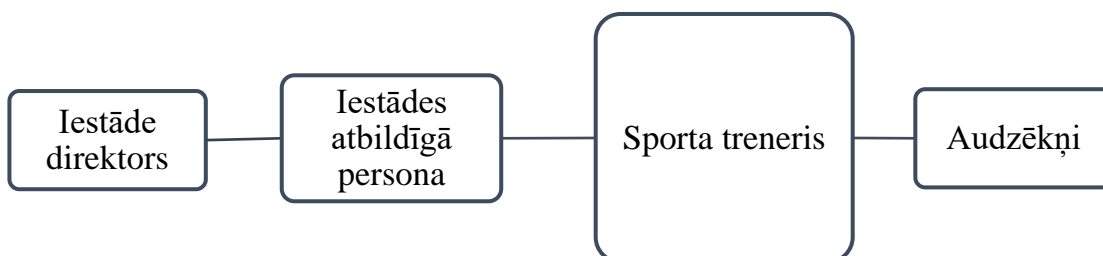 Iestāde
direktors
Iestādes
atbildīgā
persona
Sporta treneris
Audzēkņi